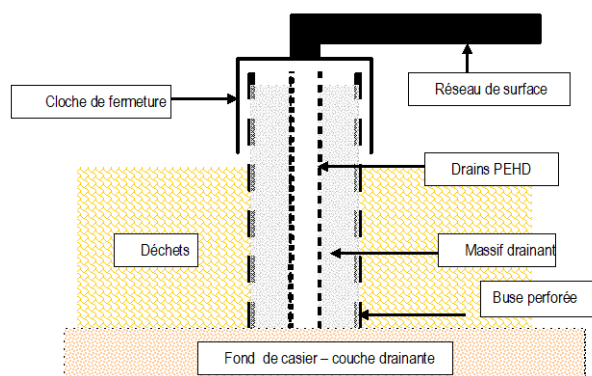 Cloche de fermeture
Réseau de surface
Drains PEHD
Déchets
Massif drainant
Buse perforée
Fond de casier – couche drainante